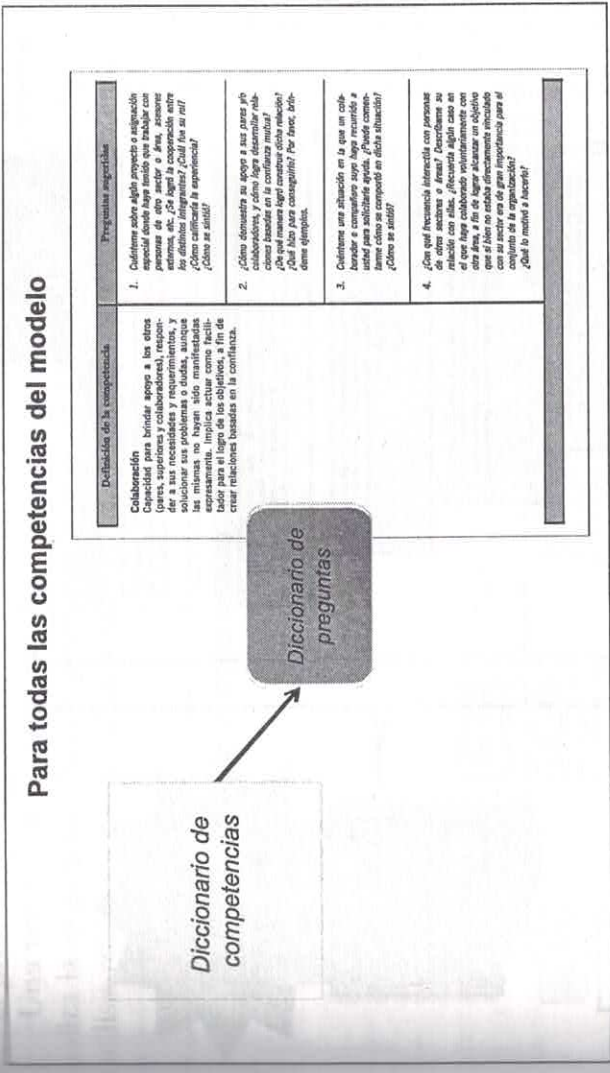 Para todas las competencias del modelo
Diccionario de
competencias
Diccionario de
preguntas
Definición de la competencia
Preguntas sugeridas
Colaboración
Capacidad para brindar apoyo a los otros
(pares, superiores y colaboradores), respon-
der a sus necesidades y requerimientos, y
solucionar sus problemas o dudas, aunque
las mismas no hayan sido manifestadas
expresamente. Implica actuar como facili-
tador para el logro de los objetivos, a fin de
crear relaciones basadas en la confianza.
1. Cuénteme sobre algún proyecto o asignación
especial donde haya tenido que trabajar con
personas de otro sector o área, asesores
externos, etc. ¿Se logró la cooperación entre
los distintos integrantes? ¿Cuál fue su rol?
¿Cómo calificaría la experiencia?
¿Cómo se sintió?
2. ¿Cómo demuestra su apoyo a sus pares y/o
colaboradores, y cómo logra desarrollar rela-
ciones basadas en la confianza mutua?
¿De qué manera logró construir dicha relación?
¿Qué hizo para conseguirlo? Por favor, brín-
deme ejemplos.
3. Cuénteme una situación en la que un cola-
borador o compañero suyo haya recurrido a
usted para solicitarle ayuda. ¿Puede comen-
tarme cómo se comportó en dicha situación?
¿Cómo se sintió?
4. ¿Con qué frecuencia interactúa con personas
de otros sectores o áreas? Descríbame su
relación con ellas. ¿Recuerda algún caso en
el que haya colaborado voluntariamente con
otra área, a fin de lograr alcanzar un objetivo
que si bien no estaba directamente vinculado
con su sector era de gran importancia para el
conjunto de la organización?
¿Qué lo motivó a hacerlo?